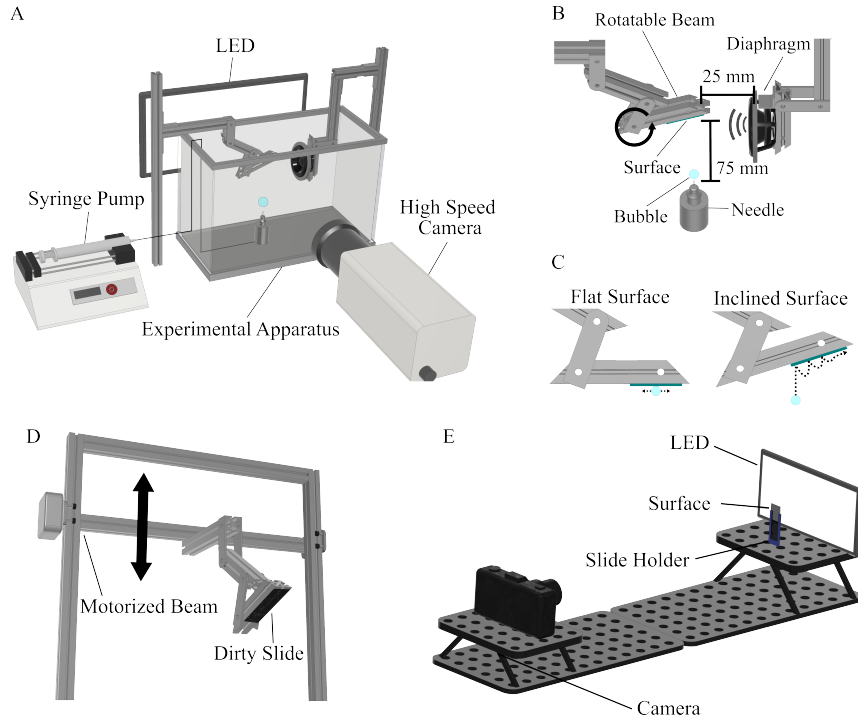 A
LED
Syringe Pump
High Speed
Camera
Experimental Apparatus
B
Rotatable Beam
Diaphragm
25 mm
Surface
75 mm
Bubble
Needle
C
Flat Surface
Inclined Surface
D
Motorized Beam
Dirty Slide
E
LED
Surface
Slide Holder
Camera